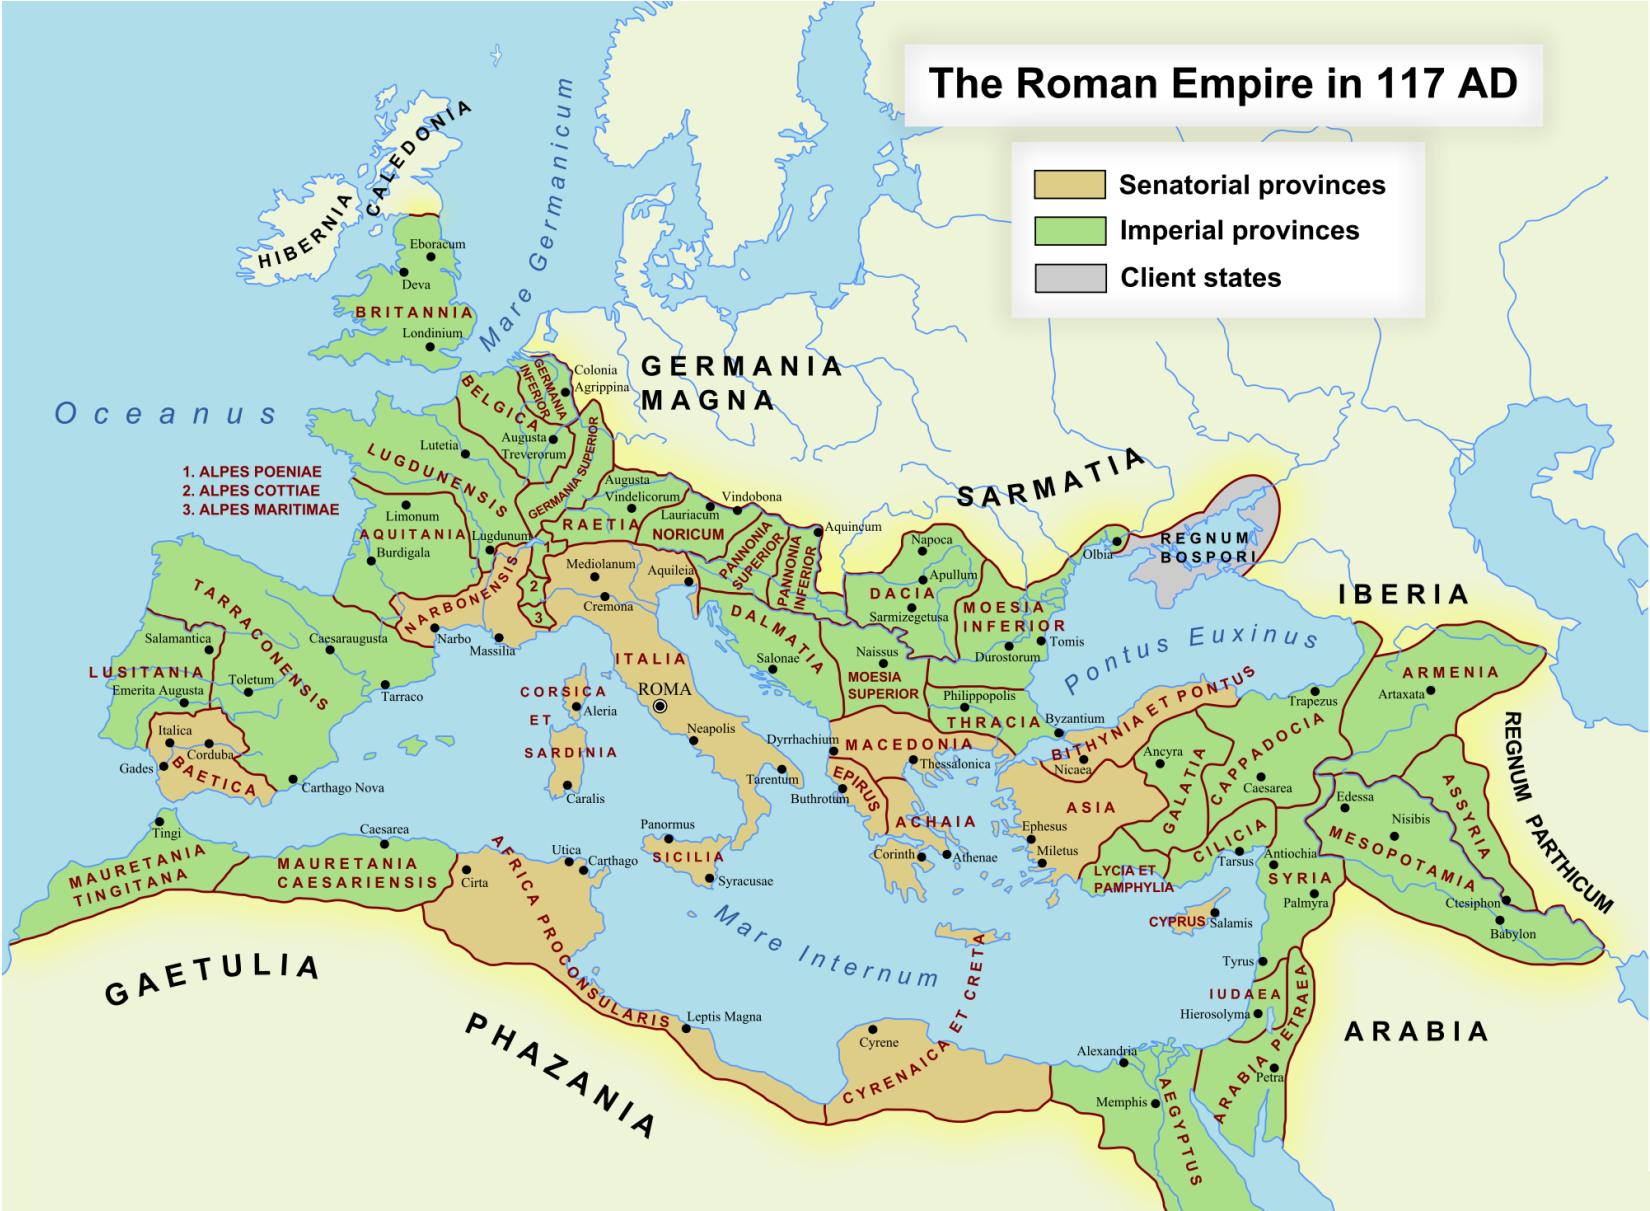 The Roman Empire in 117 AD
Senatorial provinces
Imperial provinces
Client states
HIBERNIA
CALEDONIA
Mare Germanicum
Oceanus
Eboracum
Deva
BRITANNIA
Londinium
GERMANIA
MAGNA
SARMATIA
GERMANIA
INFERIOR
Colonia
Agrippina
BELGICA
Augusta
Treverorum
Lutetia
LUGDUNENSIS
GERMANIA SUPERIOR
1. ALPES POENIAE
2. ALPES COTTIAE
3. ALPES MARITIMAE
Limonum
AQUITANIA
Burdigala
Lugdunum
NARBONENSIS
Narbo
Massilia
1
2
3
Augusta
Vindelicorum
RAETIA
Lauriacum
NORICUM
Vindobona
PANNONIA
SUPERIOR
PANNONIA
INFERIOR
Aquincum
Mediolanum
Aquileia
Cremona
ITALIA
ROMA
Neapolis
Tarentum
DALMATIA
Salonae
Napoca
Apullum
DACIA
Sarmizegetusa
MOESIA
INFERIOR
Durostorum
Tomis
Olbia
REGNUM
BOSPORI
Naissus
MOESIA
SUPERIOR
Philippopolis
THRACIA
Byzantium
Pontus Euxinus
IBERIA
ARMENIA
Artaxata
REGNUM PARTHICUM
TARRACONENSIS
Salamantica
Caesaraugusta
LUSITANIA
Emerita Augusta
Toletum
Tarraco
Italica
Corduba
Gades
BAETICA
Carthago Nova
CORSICA
ET
SARDINIA
Aleria
Caralis
Panormus
SICILIA
Syracusae
Dyrrhachium
MACEDONIA
Thessalonica
EPIRUS
Buthrotum
ACHAIA
Corinth
Athenae
BITHYNIA ET PONTUS
Nicaea
Trapezus
Ancyra
GALATIA
CAPPADOCIA
Caesarea
ASIA
Ephesus
Miletus
LYCIA ET
PAMPHYLIA
CILICIA
Tarsus
Antiochia
SYRIA
Palmyra
CYPRUS
Salamis
Edessa
Nisibis
MESOPOTAMIA
ASSYRIA
Ctesiphon
Babylon
Tyrus
IUDAEA
Hierosolyma
ARABIA PETRAEA
Petra
ARABIA
Tingi
MAURETANIA
TINGITANA
Caesarea
MAURETANIA
CAESARIENSIS
Cirta
Utica
Carthago
AFRICA PROCONSULARIS
Leptis Magna
GAETULIA
PHAZANIA
Mare Internum
Cyrene
CYRENAICA ET CRETA
Alexandria
Memphis
AEGYPTUS